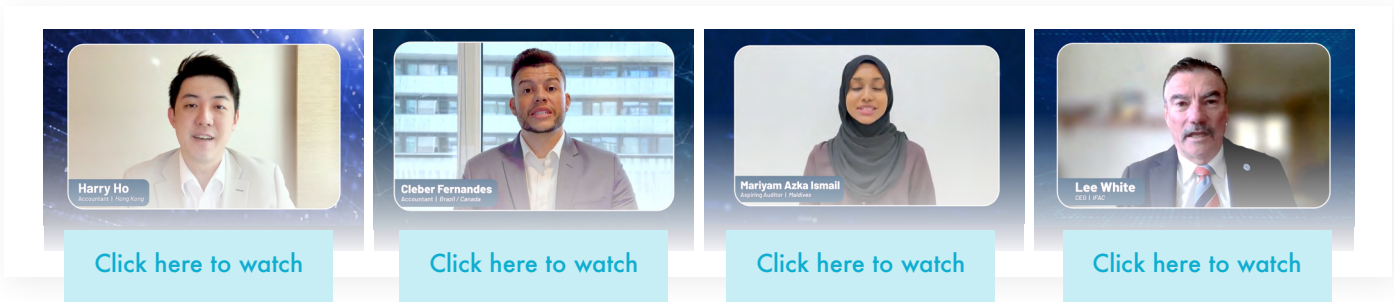 Harry Ho
Accountant | Hong Kong
Cleber Fernandes
Accountant | Brazil / Canada
Mariyam Azka Ismail
Aspiring Auditor | Maldives
Lee White
CEO | IFAC
Click here to watch
Click here to watch
Click here to watch
Click here to watch